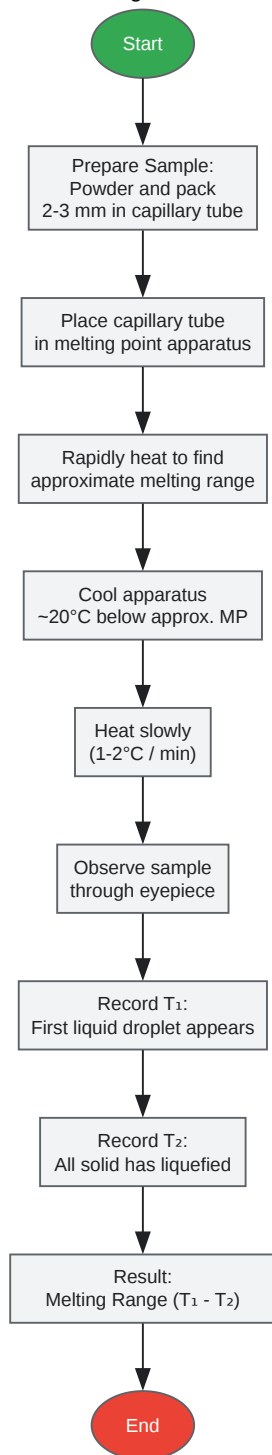 Start
Prepare Sample:
Powder and pack
2-3 mm in capillary tube
Place capillary tube
in melting point apparatus
Rapidly heat to find
approximate melting range
Cool apparatus
~20°C below approx. MP
Heat slowly
(1-2°C / min)
Observe sample
through eyepiece
Record T₁:
First liquid droplet appears
Record T₂:
All solid has liquefied
Result:
Melting Range (T₁ - T₂)
End